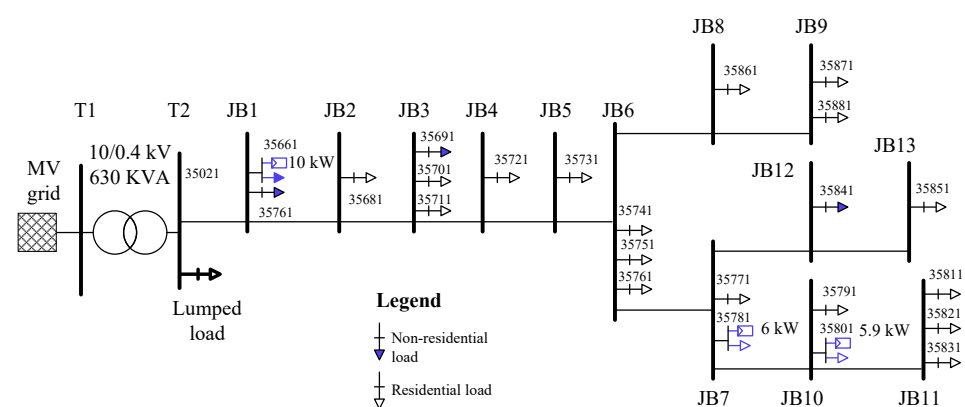 JB8
JB9
35861
35871
35881
T1
T2
JB1
JB2
JB3
JB4
JB5
JB6
JB12
JB13
10/0.4 kV
630 KVA
MV
grid
35021
35661
10 kW
35761
35681
35691
35701
35711
35721
35731
35741
35751
35761
35841
35851
Lumped
load
35771
35781
6 kW
35791
35801
5.9 kW
35811
35821
35831
JB7
JB10
JB11
Legend
Non-residential
load
Residential load